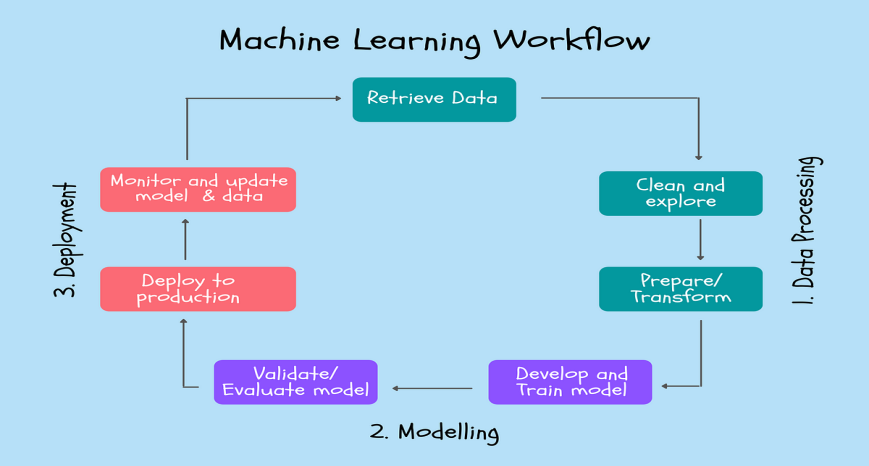 Machine Learning Workflow
Retrieve Data
Clean and
explore
Prepare/
Transform
1. Data Processing
Develop and
Train model
Validate/
Evaluate model
2. Modelling
Deploy to
production
Monitor and update
model & data
3. Deployment